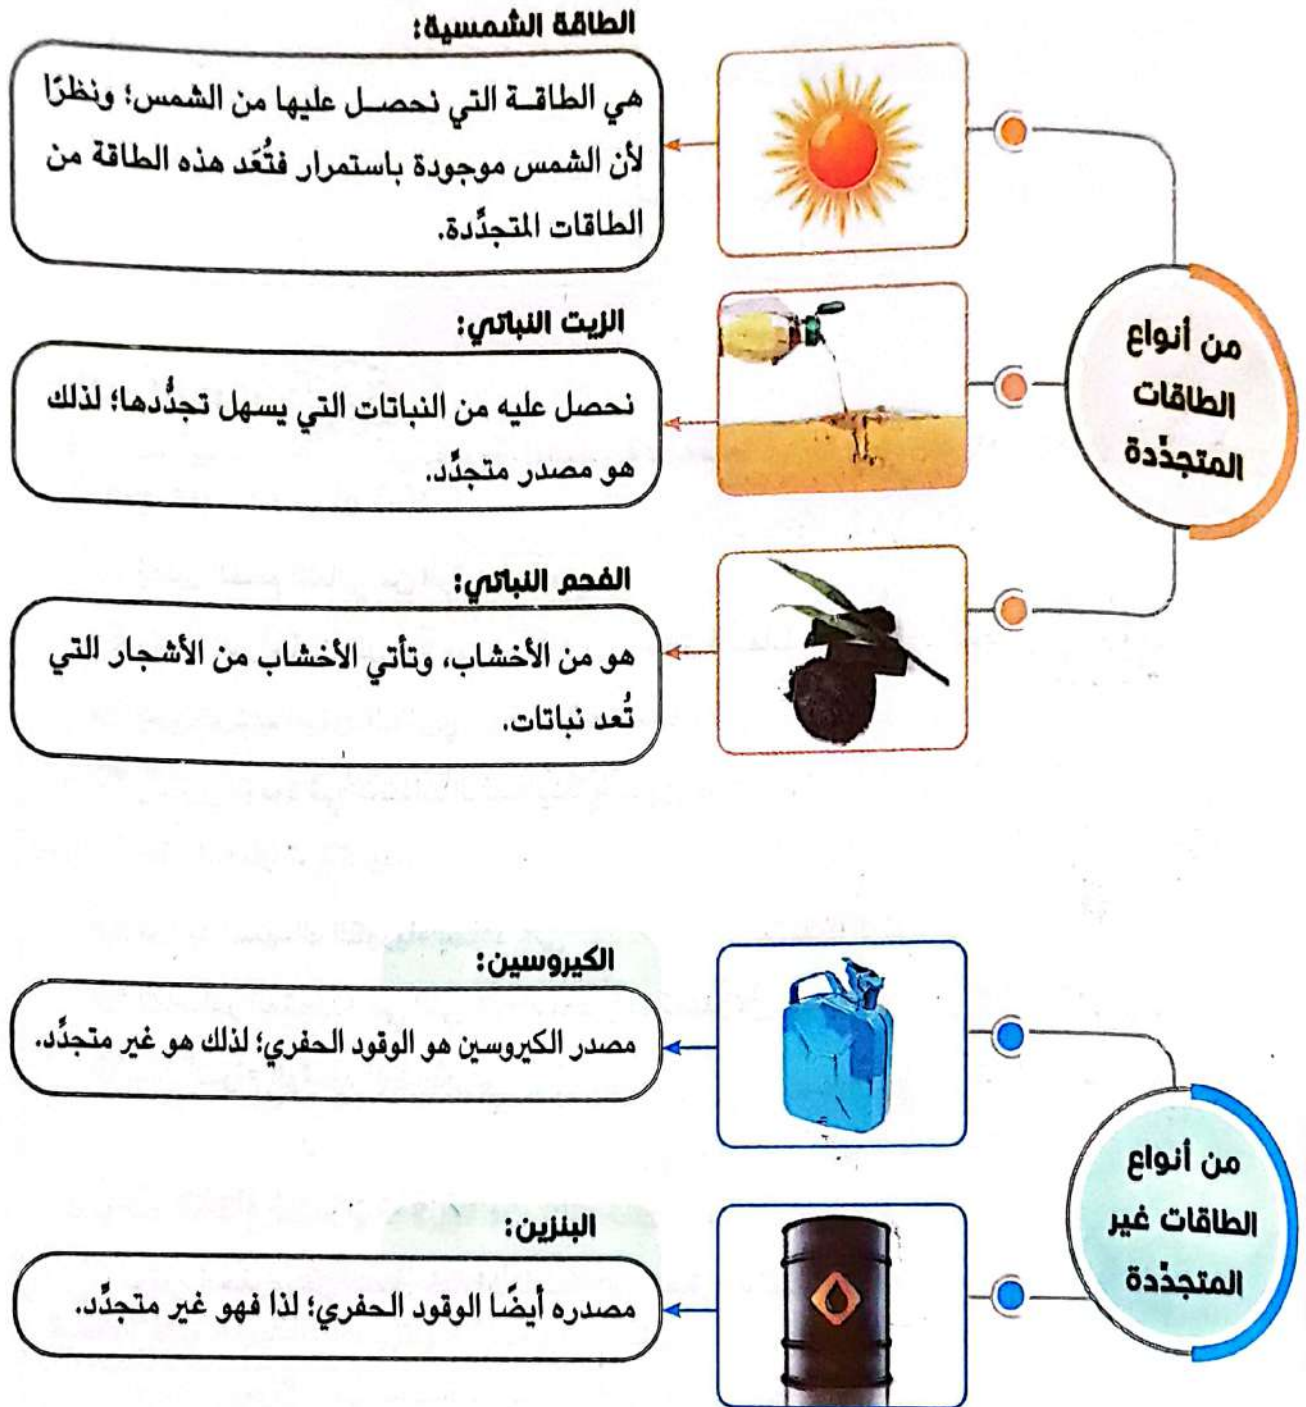 من أنواع
الطاقات
المتجدِّدة
الطاقة الشمسية:
هي الطاقــة التي نحصــل عليها من الشمس؛ ونظرًا
لأن الشمس موجودة باستمرار فتُعَد هذه الطاقة من
الطاقات المتجدِّدة.
الزيت النباتي:
نحصل عليه من النباتات التي يسهل تجدُّدها؛ لذلك
هو مصدر متجدِّد.
الفحم النباتي:
هو من الأخشاب، وتأتي الأخشاب من الأشجار التي
تُعد نباتات.
من أنواع
الطاقات غير
المتجدِّدة
الكيروسين:
مصدر الكيروسين هو الوقود الحفري؛ لذلك هو غير متجدِّد.
البنزين:
مصدره أيضًا الوقود الحفري؛ لذا فهو غير متجدِّد.